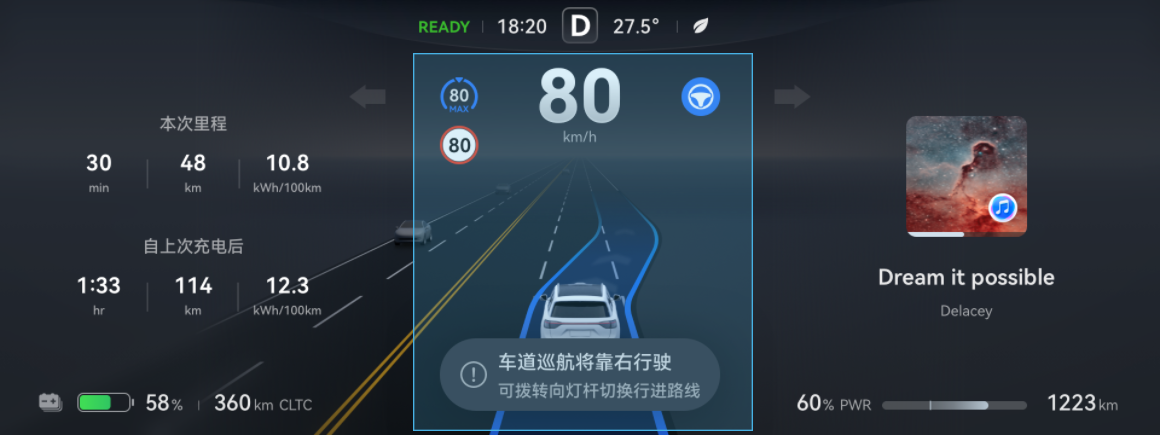 READY 18:20 D 27.5°
80 MAX
80
km/h
80
本次里程
30 48 10.8
min km kWh/100km
自上次充电后
1:33 114 12.3
hr km kWh/100km
58% 360 km CLTC
车道巡航将靠右行驶
可拨转向灯杆切换行进路线
Dream it possible
Delacey
60% PWR 1223 km